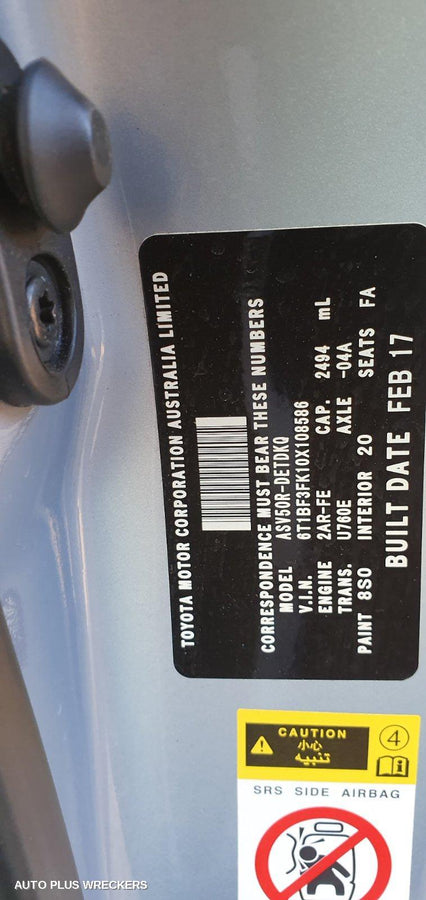 TOYOTA MOTOR CORPORATION AUSTRALIA LIMITED
CORRESPONDENCE MUST BEAR THESE NUMBERS
MODEL ASV50R-DETDKQ
V.I.N. 6T1BF3FK10X108586
ENGINE 2AR-FE CAP. 2494 mL
TRANS. U760E AXLE -04A
PAINT 8S0 INTERIOR 20 SEATS FA
BUILT DATE FEB 17
CAUTION
小心
تنبيه
4
SRS SIDE AIRBAG
AUTO PLUS WRECKERS